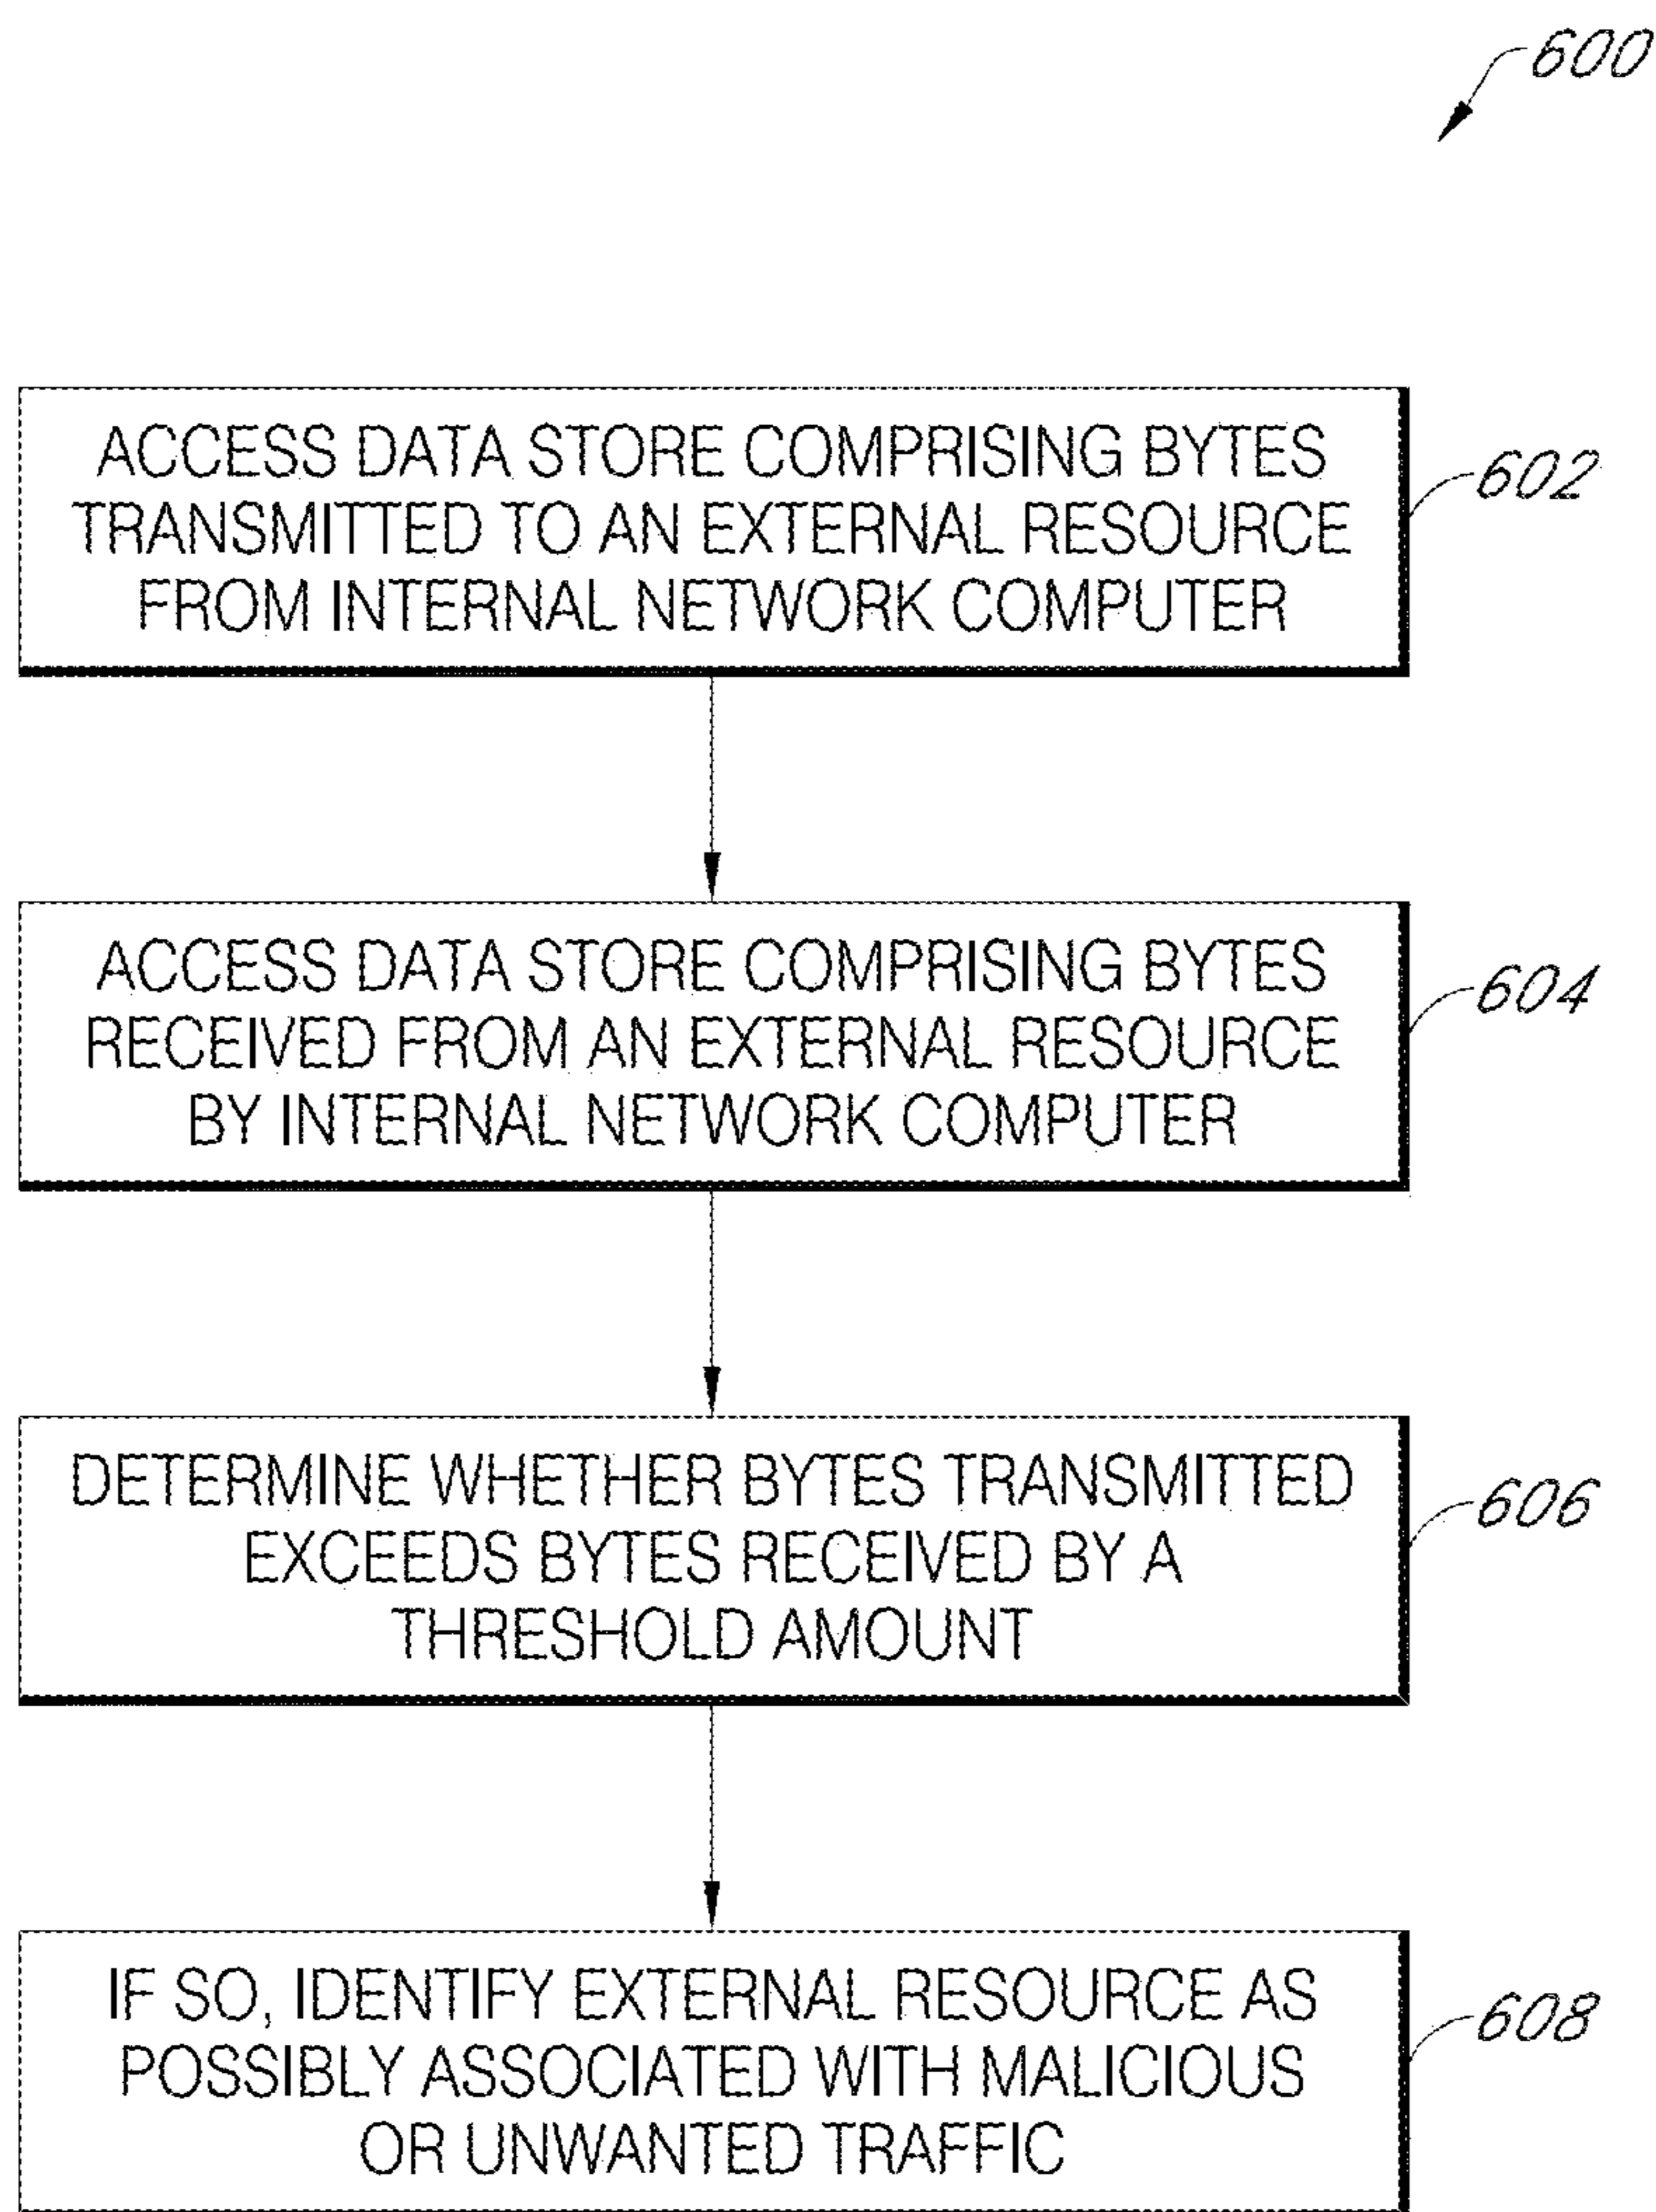 600
ACCESS DATA STORE COMPRISING BYTES
TRANSMITTED TO AN EXTERNAL RESOURCE
FROM INTERNAL NETWORK COMPUTER
602
ACCESS DATA STORE COMPRISING BYTES
RECEIVED FROM AN EXTERNAL RESOURCE
BY INTERNAL NETWORK COMPUTER
604
DETERMINE WHETHER BYTES TRANSMITTED
EXCEEDS BYTES RECEIVED BY A
THRESHOLD AMOUNT
606
IF SO, IDENTIFY EXTERNAL RESOURCE AS
POSSIBLY ASSOCIATED WITH MALICIOUS
OR UNWANTED TRAFFIC
608